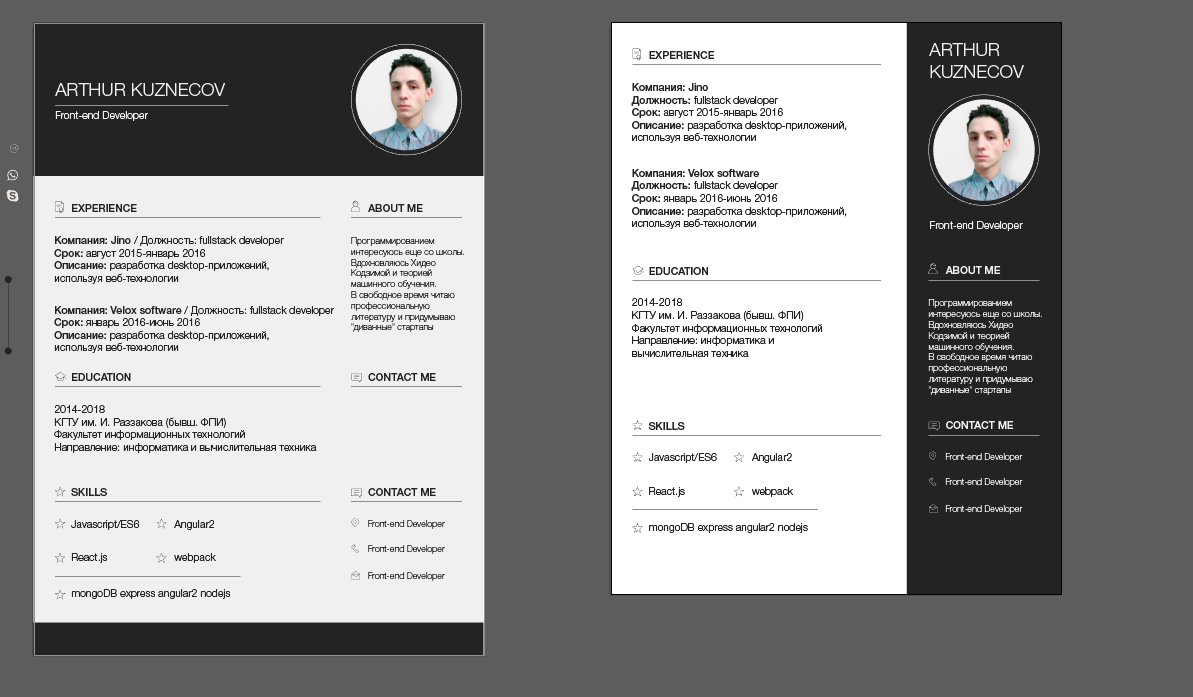 ARTHUR KUZNECOV
Front-end Developer
EXPERIENCE
Компания: Jino / Должность: fullstack developer
Срок: август 2015-январь 2016
Описание: разработка desktop-приложений,
используя веб-технологии
Компания: Velox software / Должность: fullstack developer
Срок: январь 2016-июнь 2016
Описание: разработка desktop-приложений,
используя веб-технологии
EDUCATION
2014-2018
КГТУ им. И. Раззакова (бывш. ФПИ)
Факультет информационных технологий
Направление: информатика и вычислительная техника
SKILLS
Javascript/ES6
Angular2
React.js
webpack
mongoDB express angular2 nodejs
ABOUT ME
Программированием
интересуюсь еще со школы.
Вдохновляюсь Хидео
Кодзимой и теорией
машинного обучения.
В свободное время читаю
профессиональную
литературу и придумываю
"диванные" стартапы
CONTACT ME
CONTACT ME
Front-end Developer
Front-end Developer
Front-end Developer
EXPERIENCE
Компания: Jino
Должность: fullstack developer
Срок: август 2015-январь 2016
Описание: разработка desktop-приложений,
используя веб-технологии
Компания: Velox software
Должность: fullstack developer
Срок: январь 2016-июнь 2016
Описание: разработка desktop-приложений,
используя веб-технологии
EDUCATION
2014-2018
КГТУ им. И. Раззакова (бывш. ФПИ)
Факультет информационных технологий
Направление: информатика и
вычислительная техника
SKILLS
Javascript/ES6
Angular2
React.js
webpack
mongoDB express angular2 nodejs
ARTHUR
KUZNECOV
Front-end Developer
ABOUT ME
Программированием
интересуюсь еще со школы.
Вдохновляюсь Хидео
Кодзимой и теорией
машинного обучения.
В свободное время читаю
профессиональную
литературу и придумываю
"диванные" стартапы
CONTACT ME
Front-end Developer
Front-end Developer
Front-end Developer